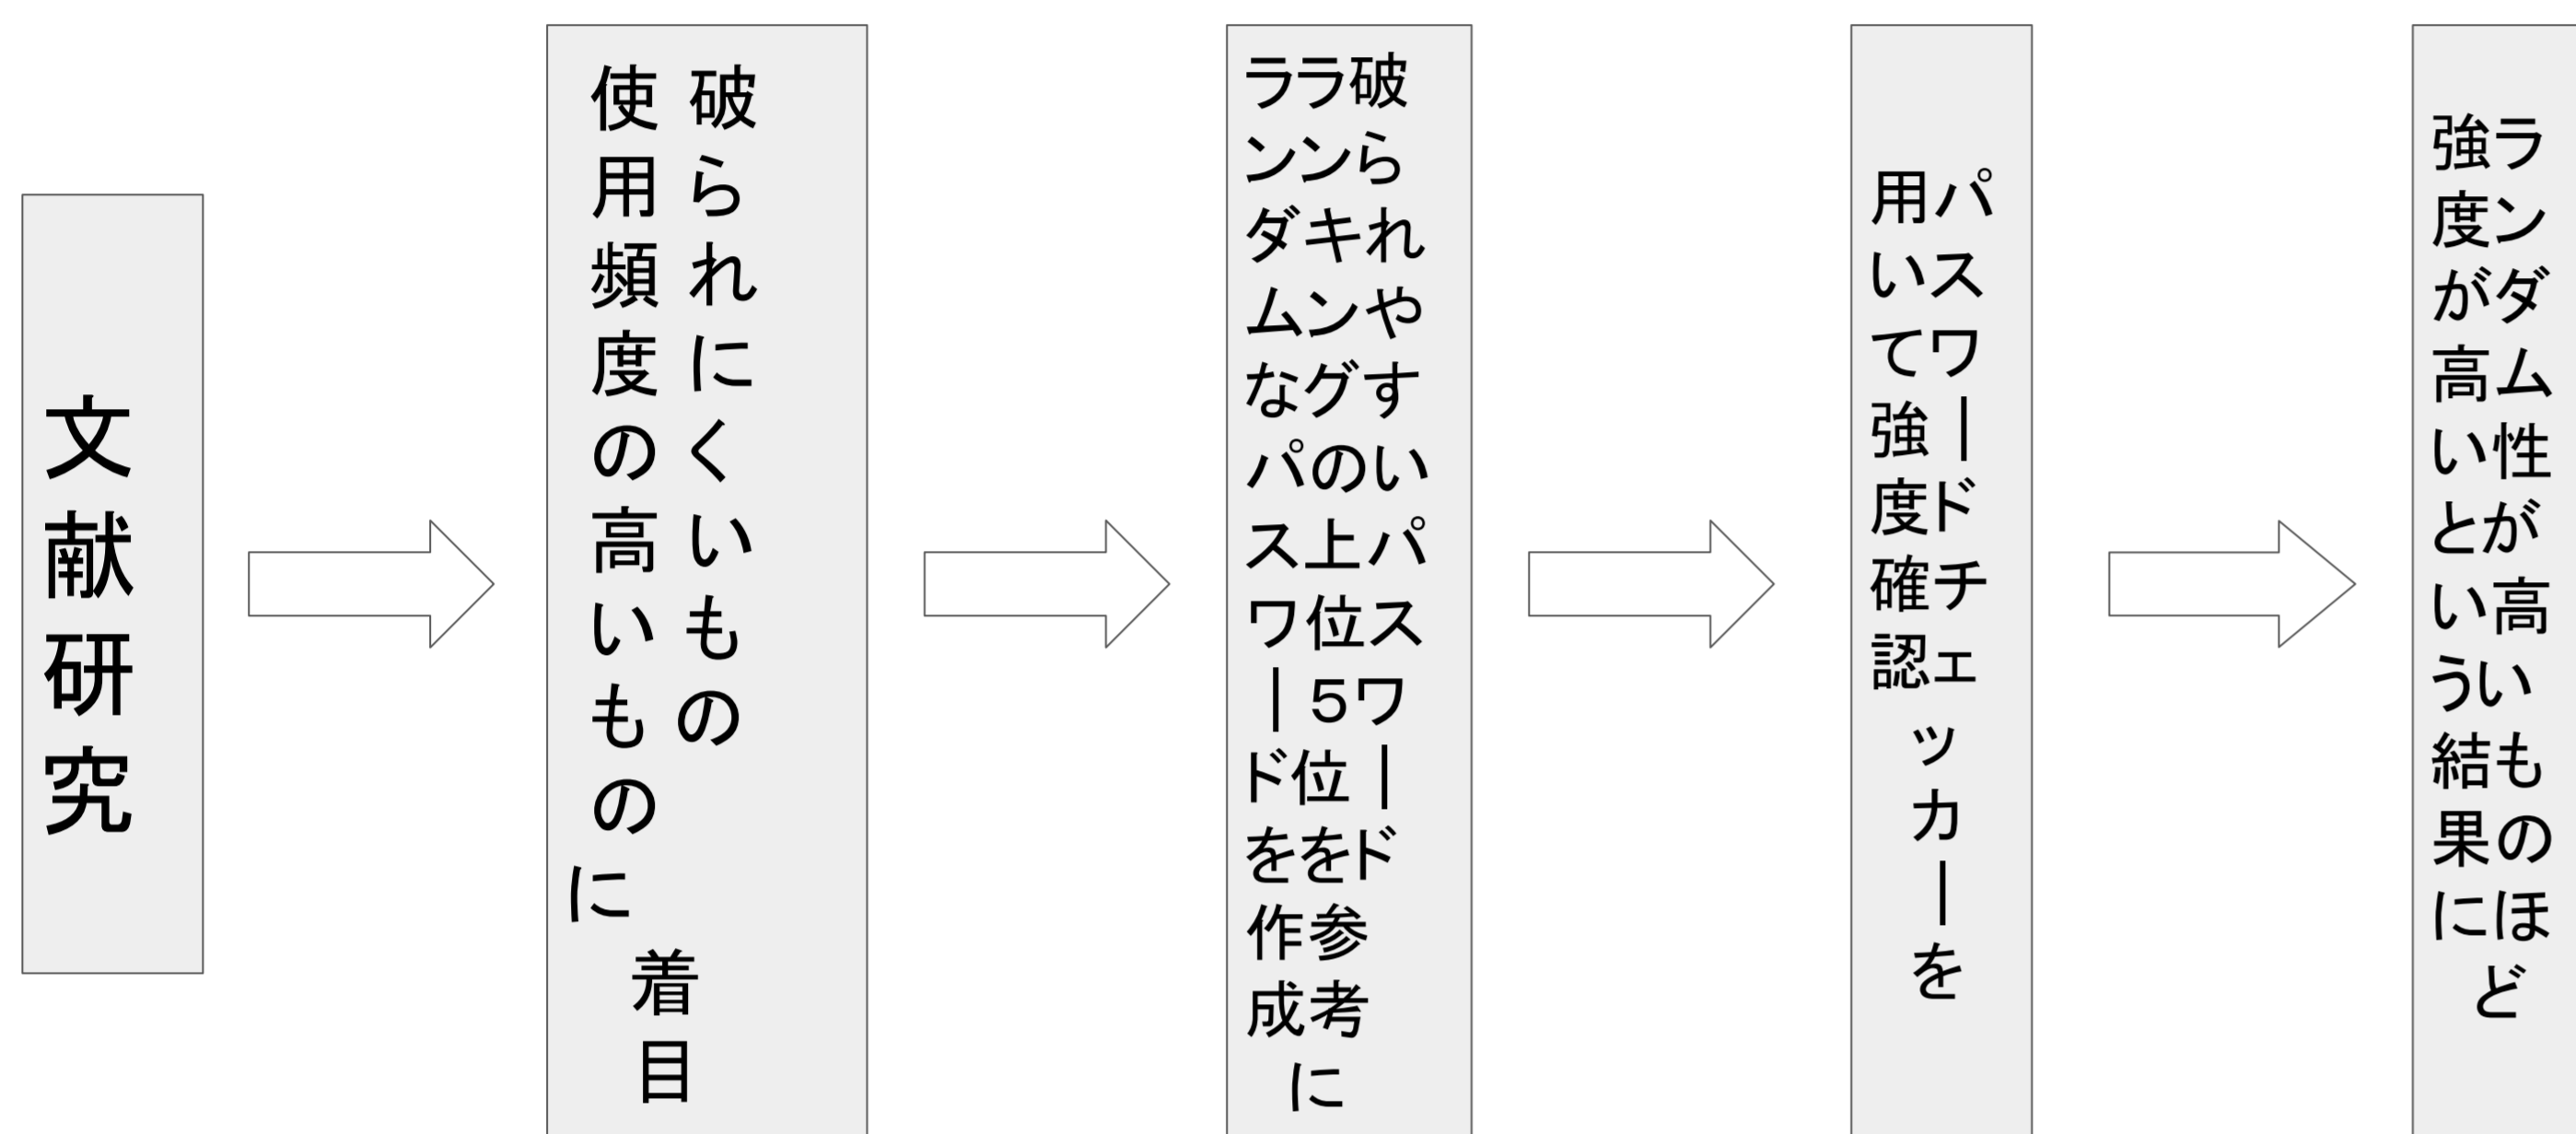 文献研究
破られにくいもの
使用頻度の高いものに
着目
破られやすいパスワード
ランキングの上位5位を参考に
ランダムなパスワードを作成
パスワードチェッカーを
用いて強度確認
ランダム性が高いものほど
強度が高いという結果に